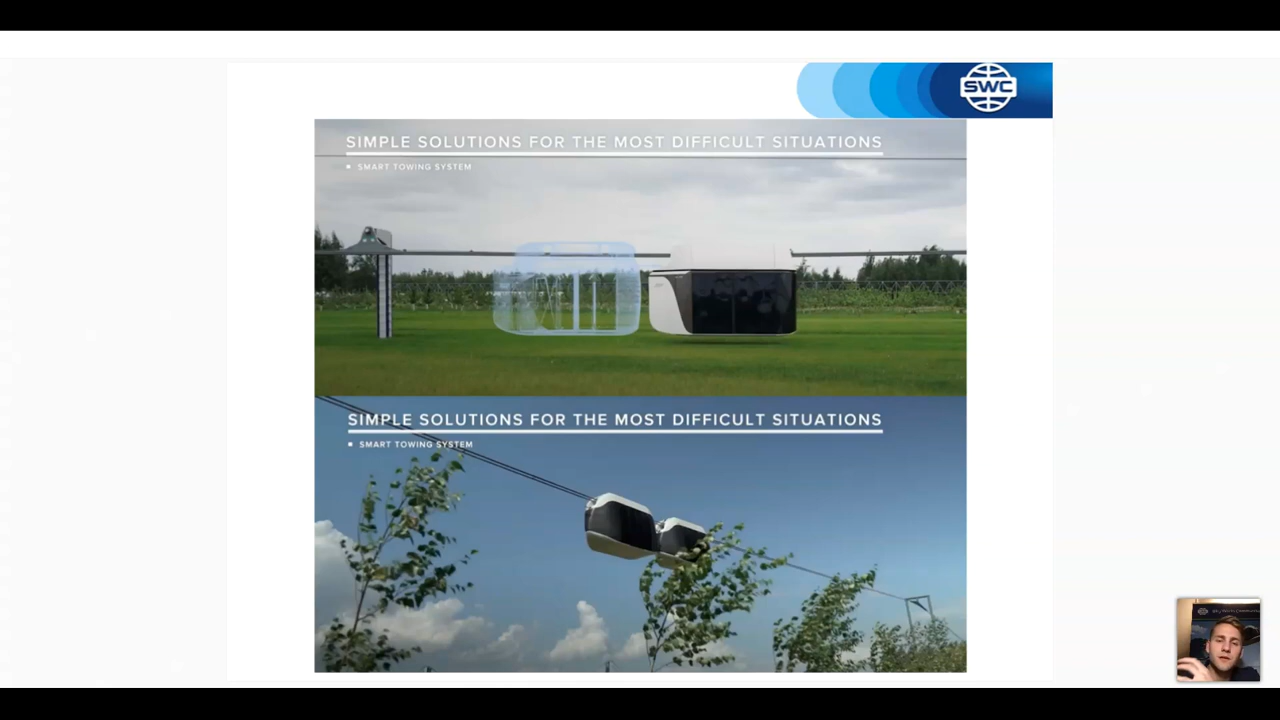 SWC
SIMPLE SOLUTIONS FOR THE MOST DIFFICULT SITUATIONS
SMART TOWING SYSTEM
SIMPLE SOLUTIONS FOR THE MOST DIFFICULT SITUATIONS
SMART TOWING SYSTEM